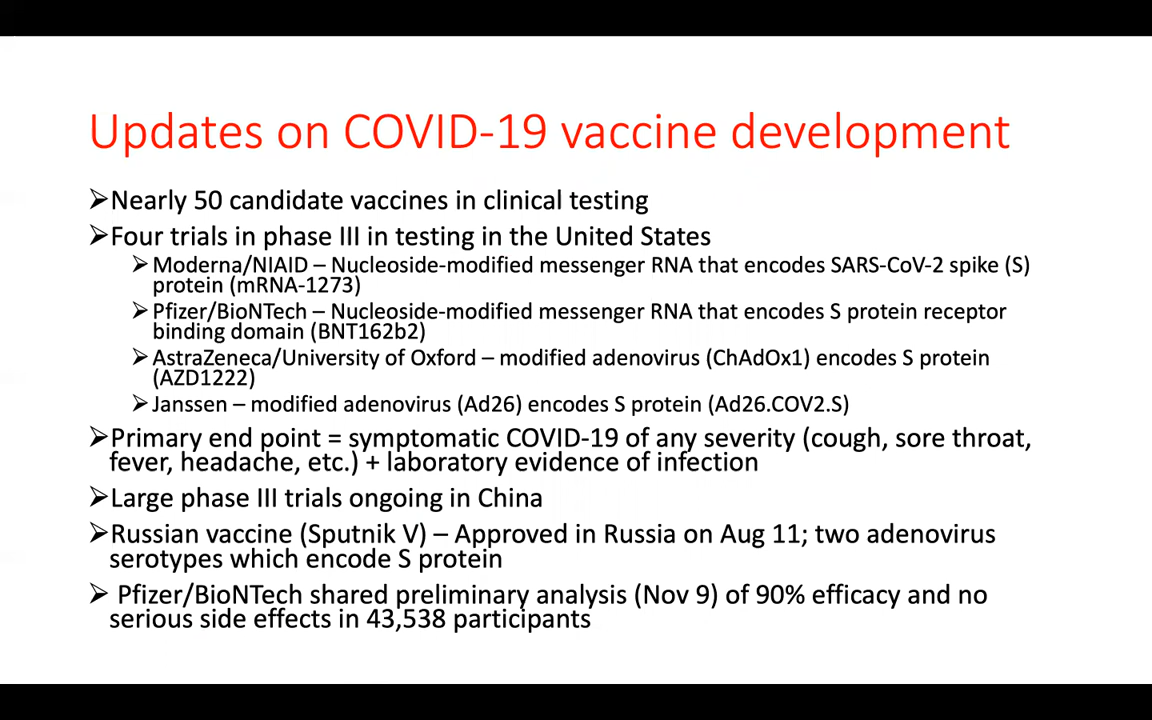 Updates on COVID-19 vaccine development
➢Nearly 50 candidate vaccines in clinical testing
➢Four trials in phase III in testing in the United States
➢Moderna/NIAID – Nucleoside-modified messenger RNA that encodes SARS-CoV-2 spike (S)
protein (mRNA-1273)
➢Pfizer/BioNTech – Nucleoside-modified messenger RNA that encodes S protein receptor
binding domain (BNT162b2)
➢AstraZeneca/University of Oxford – modified adenovirus (ChAdOx1) encodes S protein
(AZD1222)
➢Janssen – modified adenovirus (Ad26) encodes S protein (Ad26.COV2.S)
➢Primary end point = symptomatic COVID-19 of any severity (cough, sore throat,
fever, headache, etc.) + laboratory evidence of infection
➢Large phase III trials ongoing in China
➢Russian vaccine (Sputnik V) – Approved in Russia on Aug 11; two adenovirus
serotypes which encode S protein
➢ Pfizer/BioNTech shared preliminary analysis (Nov 9) of 90% efficacy and no
serious side effects in 43,538 participants